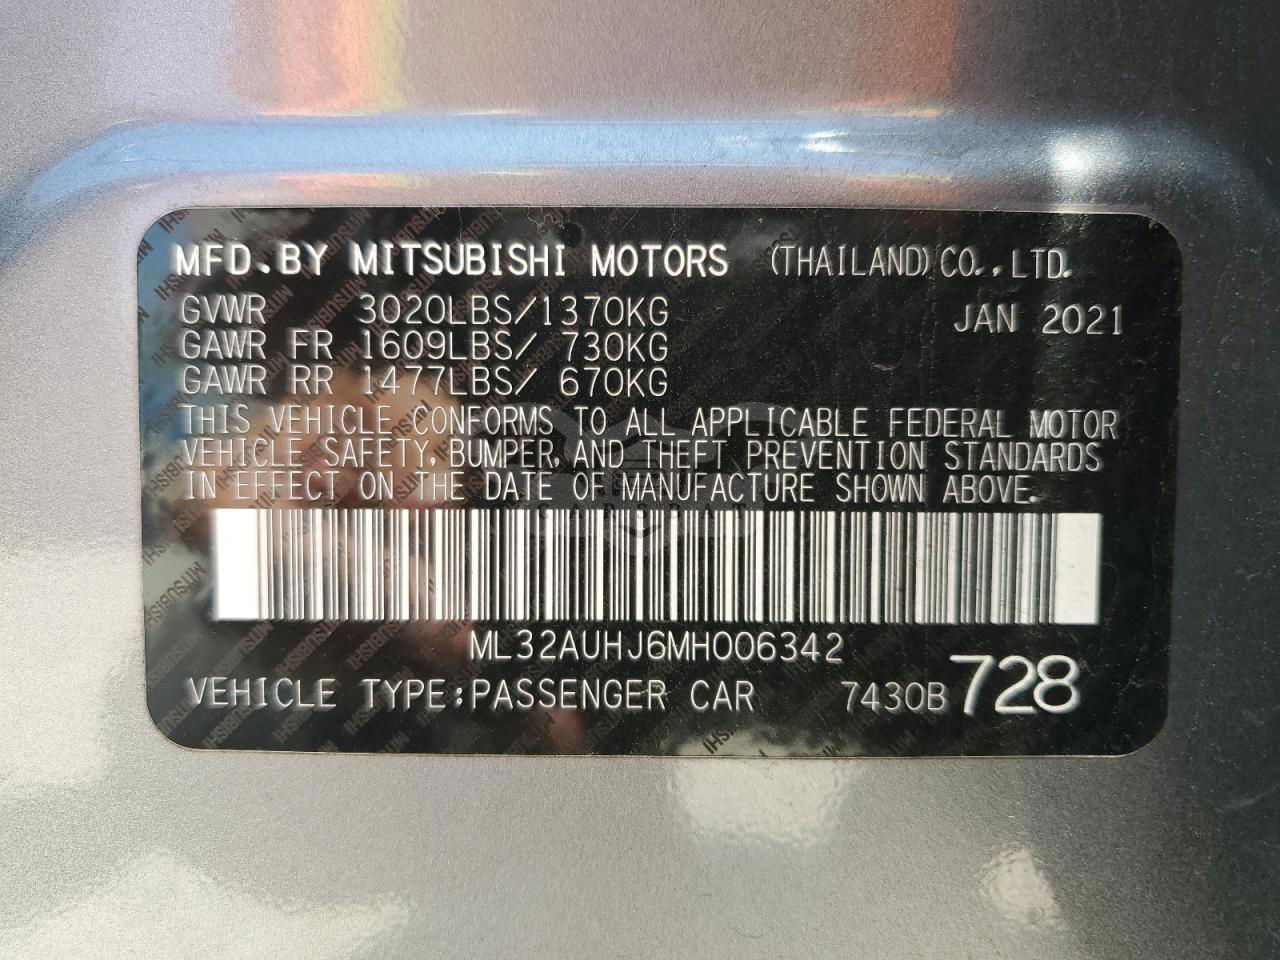 MFD.BY MITSUBISHI MOTORS (THAILAND) CO.,LTD.
GVWR 3020LBS/1370KG JAN 2021
GAWR FR 1609LBS/ 730KG
GAWR RR 1477LBS/ 670KG
THIS VEHICLE CONFORMS TO ALL APPLICABLE FEDERAL MOTOR
VEHICLE SAFETY, BUMPER, AND THEFT PREVENTION STANDARDS
IN EFFECT ON THE DATE OF MANUFACTURE SHOWN ABOVE.
ML32AUHJ6MH006342
VEHICLE TYPE:PASSENGER CAR 7430B 728